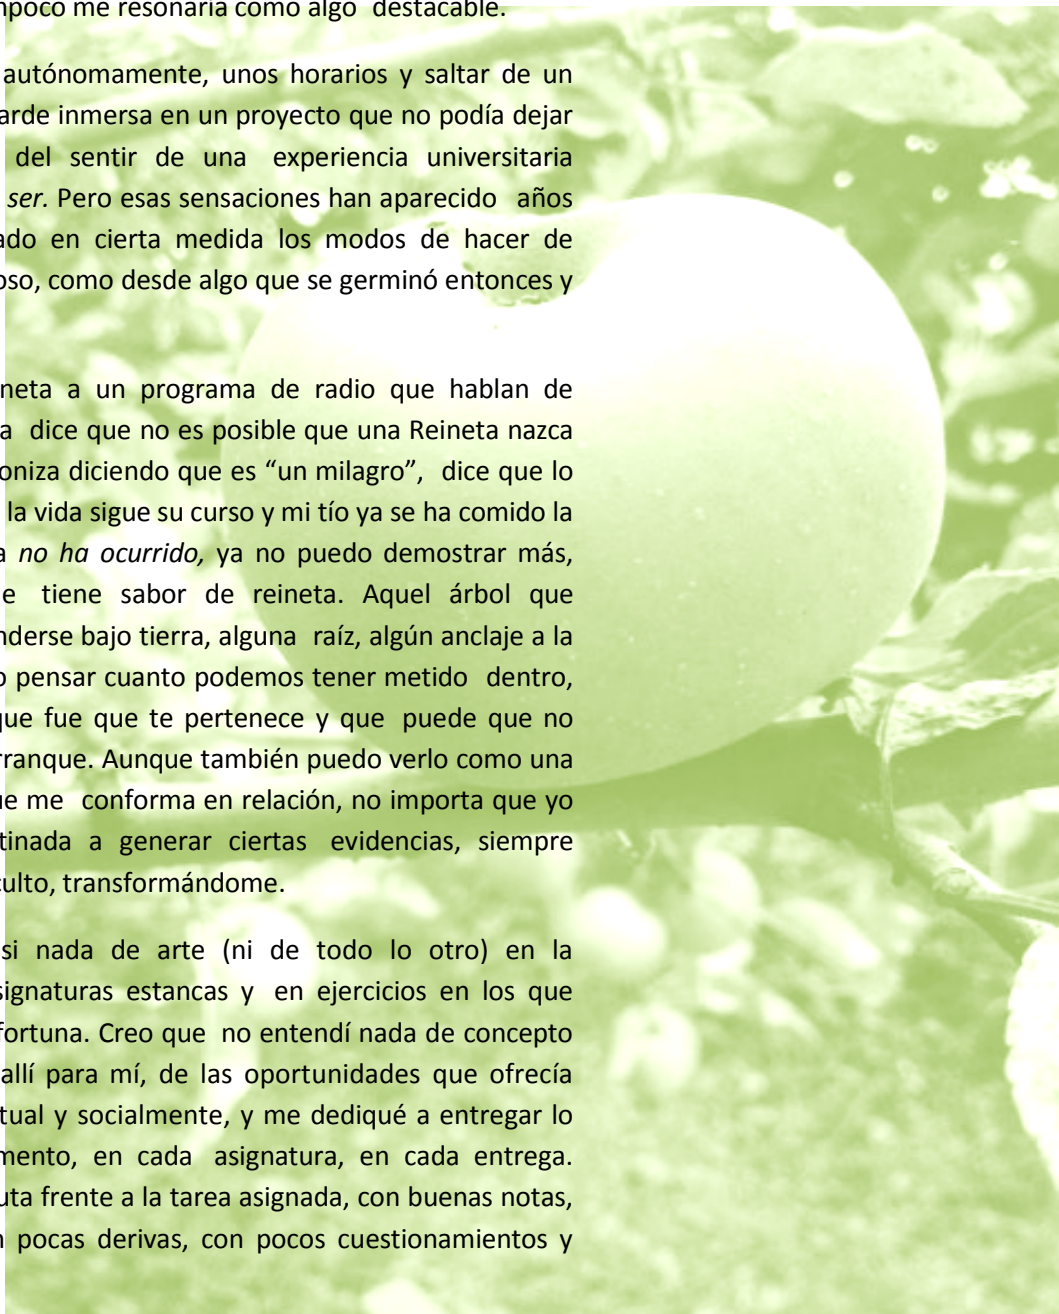 me resonaría como algo destacable.
autónomamente, unos horarios y saltar de un
arde inmersa en un proyecto que no podía dejar
del sentir de una experiencia universitaria
ser. Pero esas sensaciones han aparecido años
ado en cierta medida los modos de hacer de
oso, como desde algo que se germinó entonces y
neta a un programa de radio que hablan de
a dice que no es posible que una Reineta nazca
oniza diciendo que es “un milagro”, dice que lo
la vida sigue su curso y mi tío ya se ha comido la
a no ha ocurrido, ya no puedo demostrar más,
e tiene sabor de reineta. Aquel árbol que
nderse bajo tierra, alguna raíz, algún anclaje a la
o pensar cuanto podemos tener metido dentro,
que fue que te pertenece y que puede que no
rranque. Aunque también puedo verlo como una
ue me conforma en relación, no importa que yo
tinada a generar ciertas evidencias, siempre
culto, transformándome.
si nada de arte (ni de todo lo otro) en la
signaturas estancas y en ejercicios en los que
fortuna. Creo que no entendí nada de concepto
allí para mí, de las oportunidades que ofrecía
tual y socialmente, y me dediqué a entregar lo
mento, en cada asignatura, en cada entrega.
uta frente a la tarea asignada, con buenas notas,
n pocas derivas, con pocos cuestionamientos y